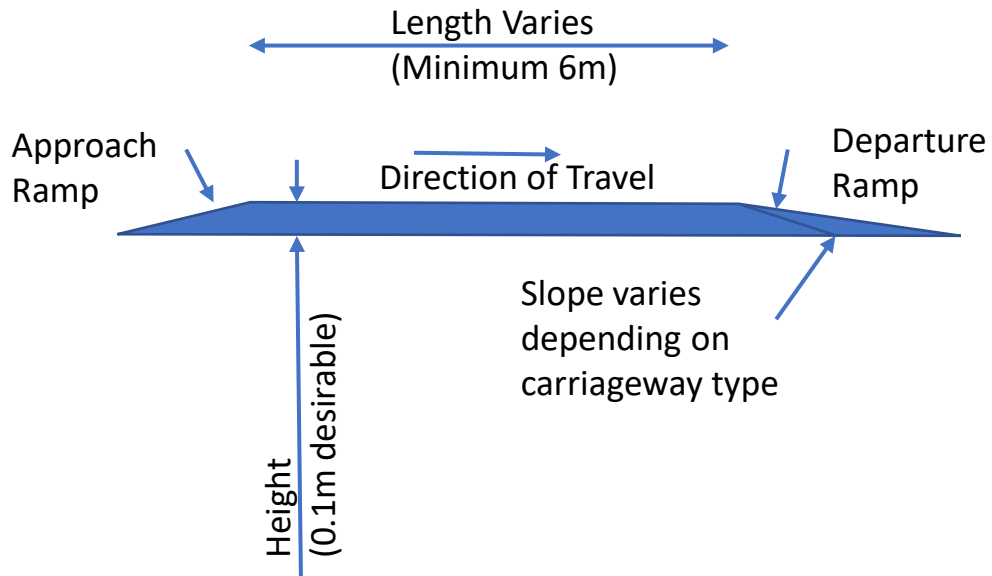 Length Varies
(Minimum 6m)
Approach
Ramp
Direction of Travel
Departure
Ramp
Slope varies
depending on
carriageway type
Height
(0.1m desirable)